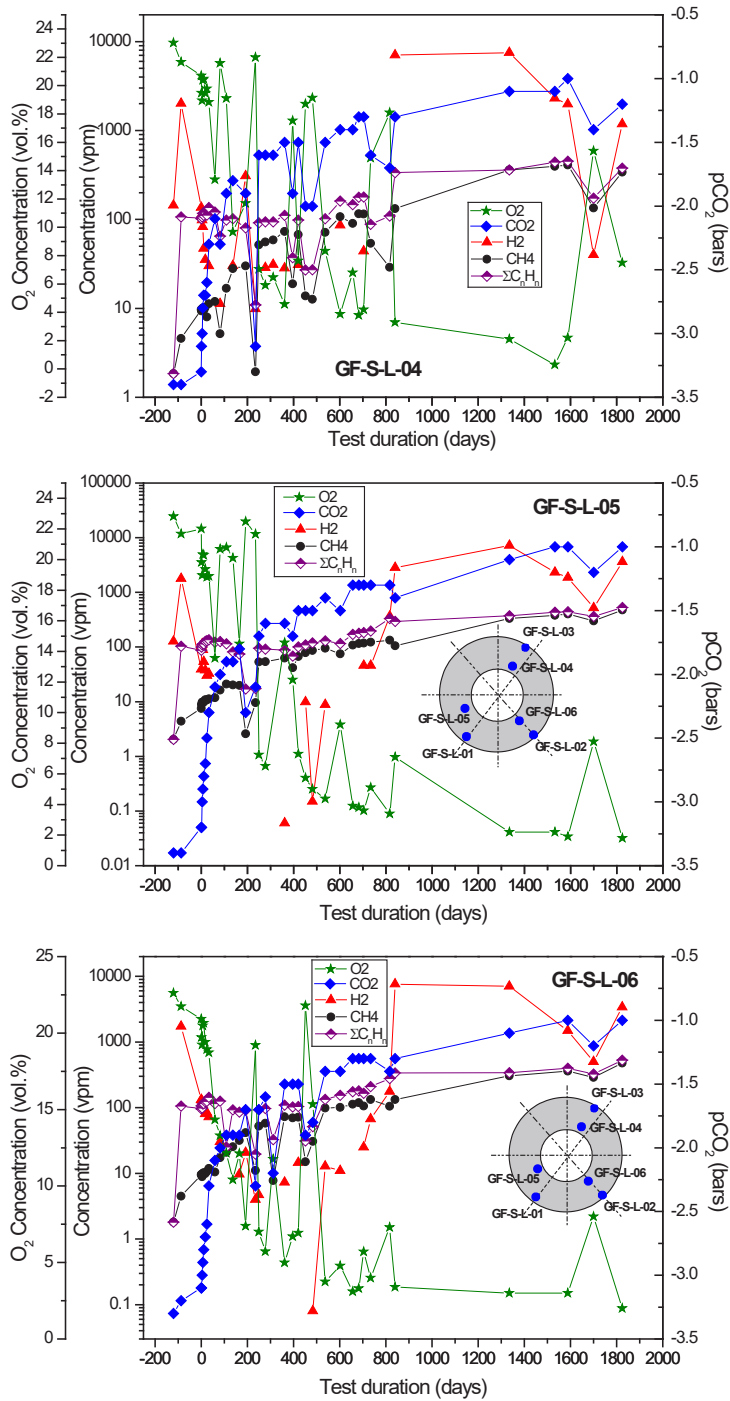 O₂ Concentration (vol.%)
24
22
20
18
16
14
12
10
8
6
4
2
0
-2
Concentration (vpm)
10000
1000
100
10
1
O2
CO2
H2
CH4
ΣCₙHₙ
GF-S-L-04
-0.5
-1.0
-1.5
-2.0
-2.5
-3.0
-3.5
pCO₂ (bars)
-200 0 200 400 600 800 1000 1200 1400 1600 1800 2000
Test duration (days)
O₂ Concentration (vol.%)
24
22
20
18
16
14
12
10
8
6
4
2
0
Concentration (vpm)
100000
10000
1000
100
10
1
0.1
0.01
O2
CO2
H2
CH4
ΣCₙHₙ
GF-S-L-05
GF-S-L-03
GF-S-L-04
GF-S-L-05
GF-S-L-06
GF-S-L-01
GF-S-L-02
-0.5
-1.0
-1.5
-2.0
-2.5
-3.0
-3.5
pCO₂ (bars)
-200 0 200 400 600 800 1000 1200 1400 1600 1800 2000
Test duration (days)
O₂ Concentration (vol.%)
25
20
15
10
5
0
Concentration (vpm)
10000
1000
100
10
1
0.1
O2
CO2
H2
CH4
ΣCₙHₙ
GF-S-L-06
GF-S-L-03
GF-S-L-04
GF-S-L-05
GF-S-L-06
GF-S-L-01
GF-S-L-02
-0.5
-1.0
-1.5
-2.0
-2.5
-3.0
-3.5
pCO₂ (bars)
-200 0 200 400 600 800 1000 1200 1400 1600 1800 2000
Test duration (days)